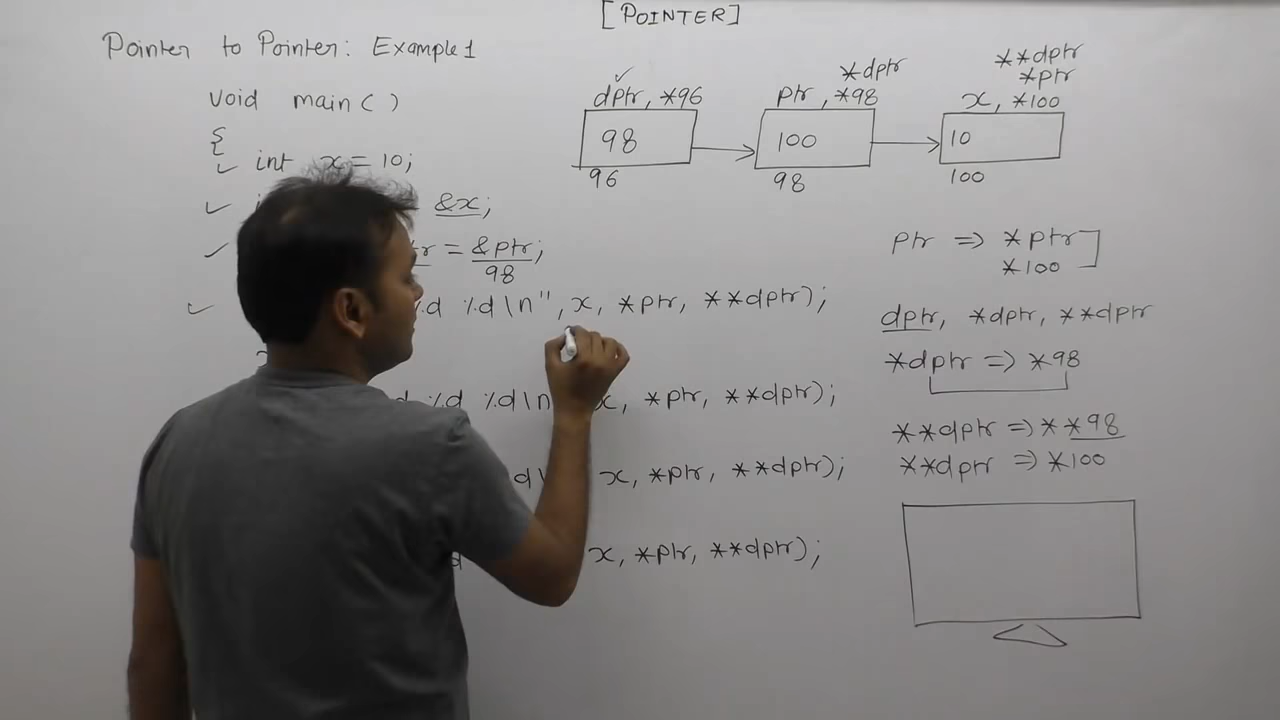 [POINTER]
Pointer to Pointer: Example 1
void main()
{
int x = 10;
&x;
= &ptr;
98
%d \n", x, *ptr, **dptr);
%d %d\n x, *ptr, **dptr);
x, *ptr, **dptr);
x, *ptr, **dptr);
dptr, *96
98
96
*dptr
ptr, *98
100
98
**dptr
*ptr
x, *100
10
100
ptr => *ptr
*100
dptr, *dptr, **dptr
*dptr => *98
**dptr => **98
**dptr => *100